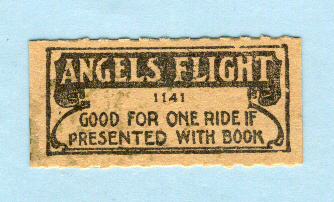 ANGELS FLIGHT
1141
GOOD FOR ONE RIDE IF
PRESENTED WITH BOOK